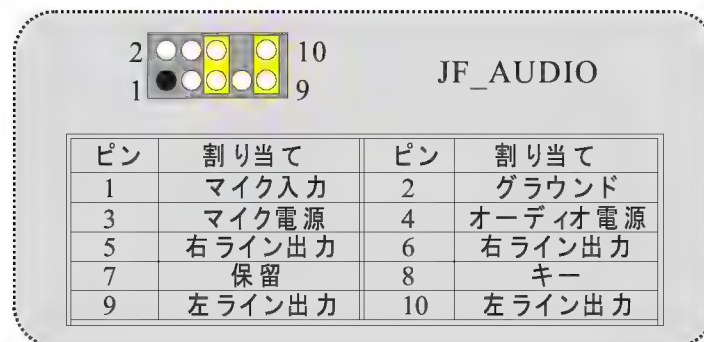 2 10
1 9
JF_AUDIO
ピン 割り当て ピン 割り当て
1 マイク入力 2 グラウンド
3 マイク電源 4 オーディオ電源
5 右ライン出力 6 右ライン出力
7 保留 8 キー
9 左ライン出力 10 左ライン出力